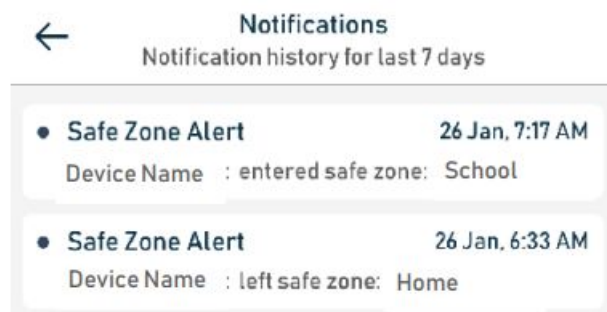 Notifications
Notification history for last 7 days
Safe Zone Alert 26 Jan, 7:17 AM
Device Name : entered safe zone: School
Safe Zone Alert 26 Jan, 6:33 AM
Device Name : left safe zone: Home